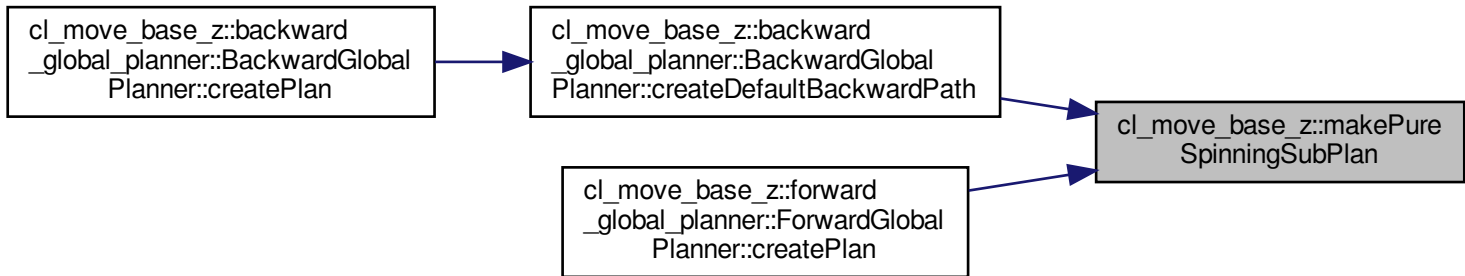 cl_move_base_z::backward
_global_planner::BackwardGlobal
Planner::createPlan
cl_move_base_z::backward
_global_planner::BackwardGlobal
Planner::createDefaultBackwardPath
cl_move_base_z::makePure
SpinningSubPlan
cl_move_base_z::forward
_global_planner::ForwardGlobal
Planner::createPlan